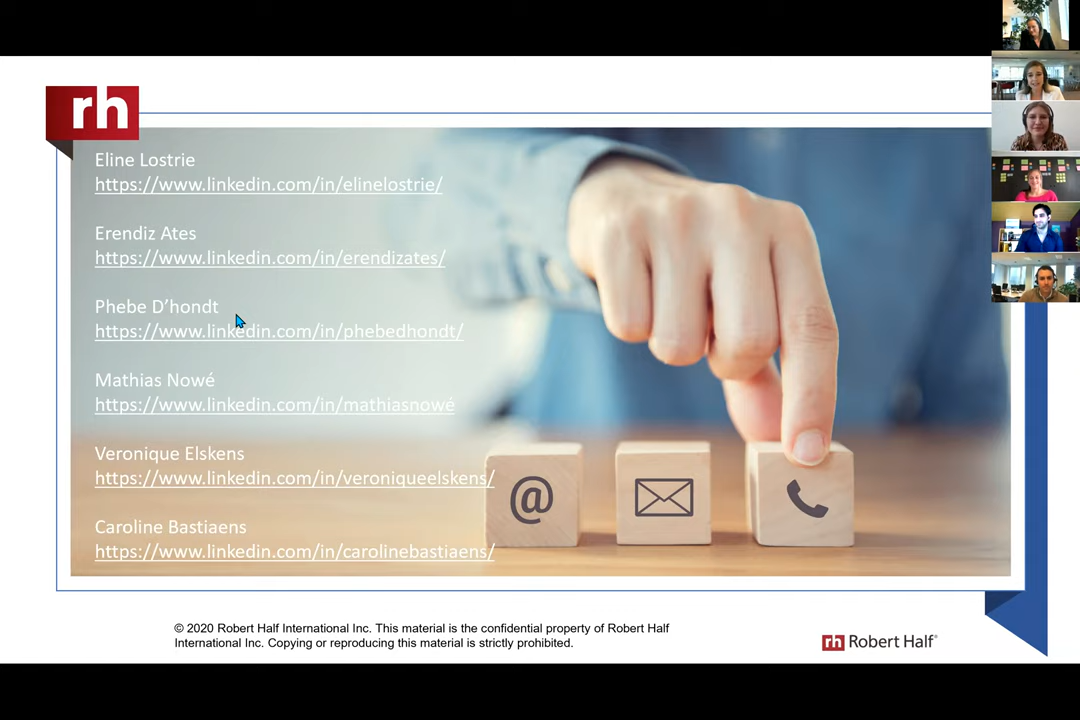 rh
Eline Lostrie
https://www.linkedin.com/in/elinelostrie/
Erendiz Ates
https://www.linkedin.com/in/erendizates/
Phebe D’hondt
https://www.linkedin.com/in/phebedhondt/
Mathias Nowé
https://www.linkedin.com/in/mathiasnowé
Veronique Elskens
https://www.linkedin.com/in/veroniqueelskens/
Caroline Bastiaens
https://www.linkedin.com/in/carolinebastiaens/
@
© 2020 Robert Half International Inc. This material is the confidential property of Robert Half
International Inc. Copying or reproducing this material is strictly prohibited.
rh Robert Half®